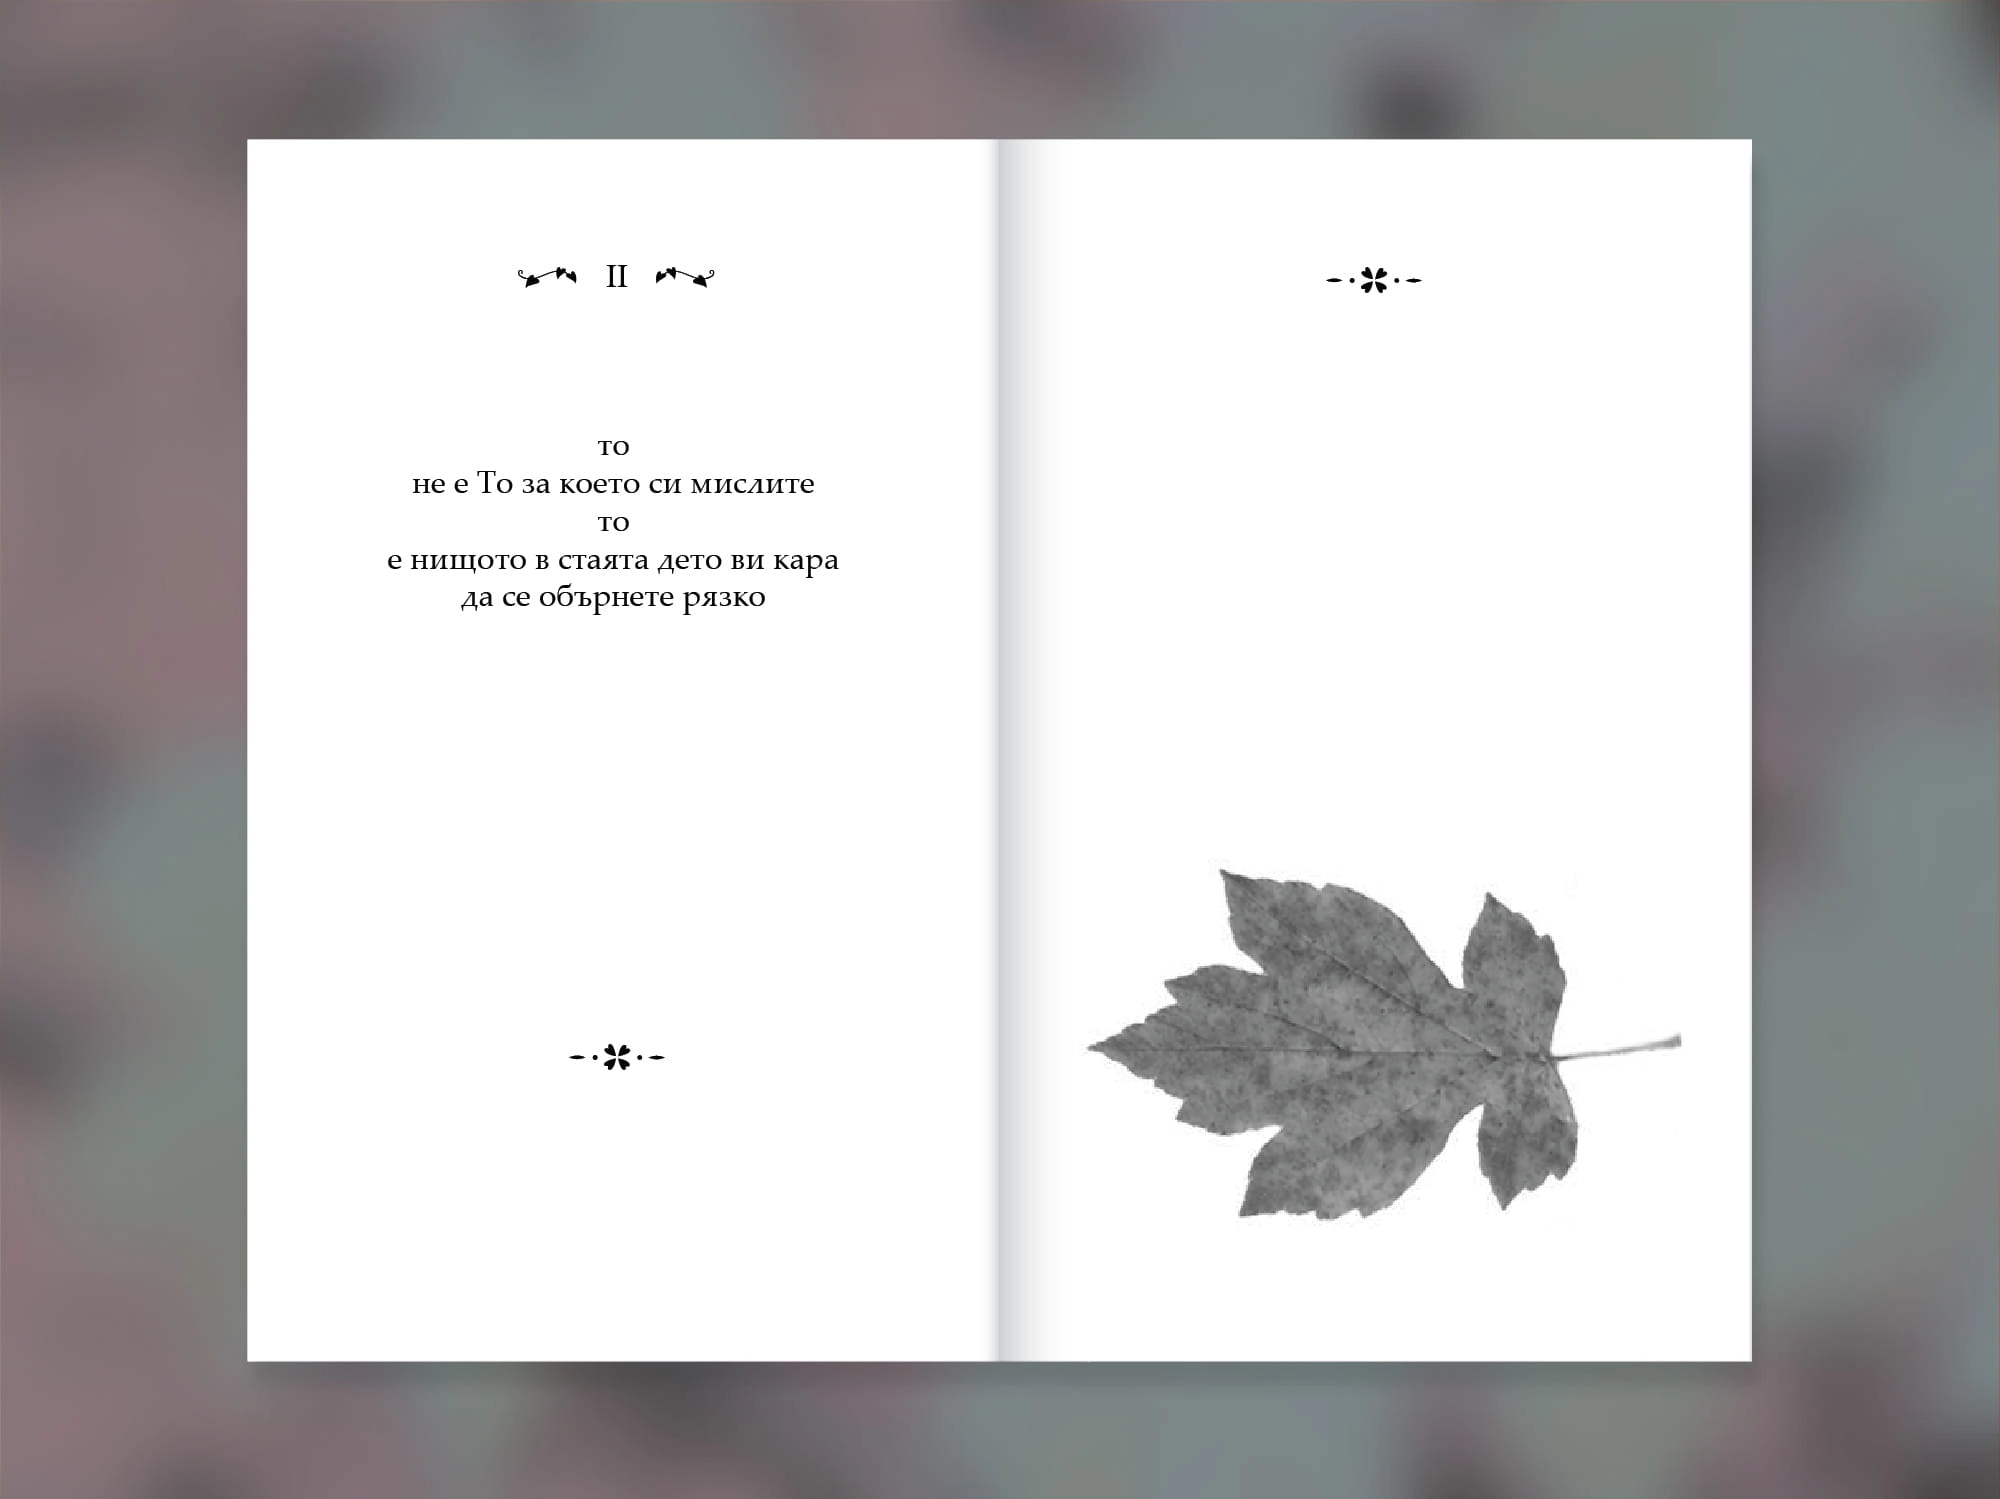 II
то
не е То за което си мислите
то
е нищото в стаята дето ви кара
да се обърнете рязко